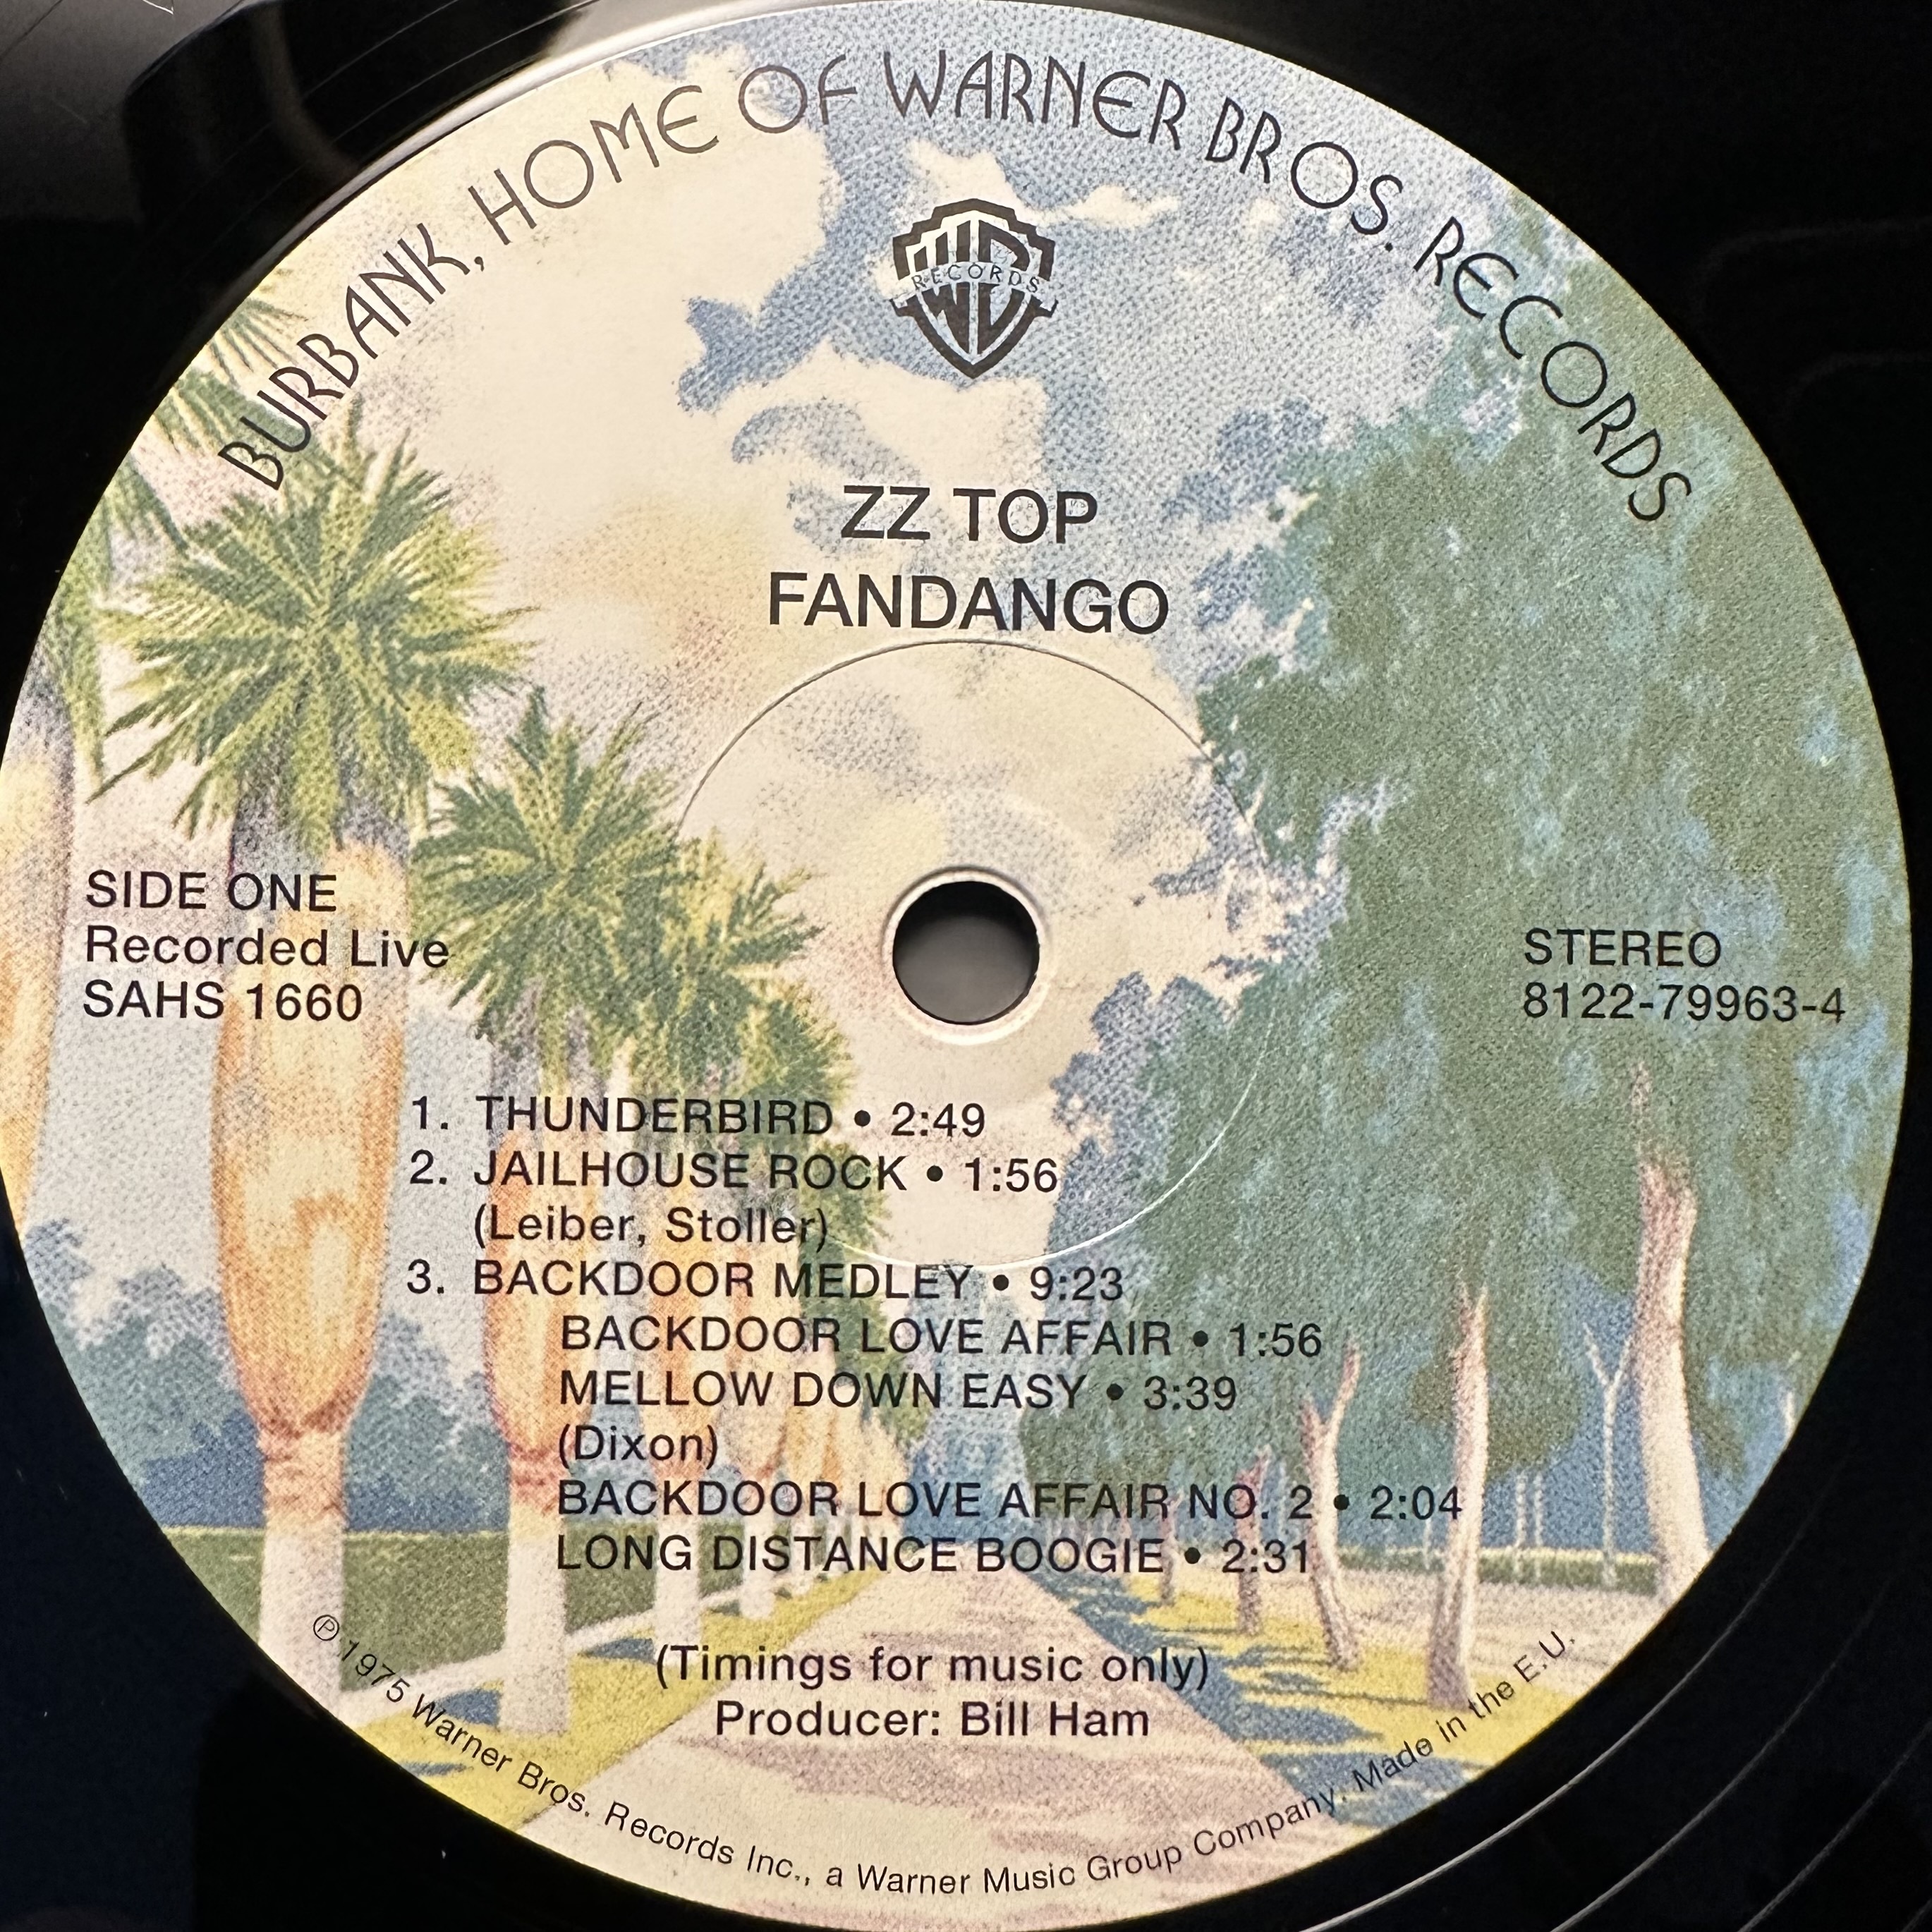 BURBANK, HOME OF WARNER BROS. RECORDS
WB
RECORDS
ZZ TOP
FANDANGO
SIDE ONE
Recorded Live
SAHS 1660
STEREO
8122-79963-4
1. THUNDERBIRD • 2:49
2. JAILHOUSE ROCK • 1:56
(Leiber, Stoller)
3. BACKDOOR MEDLEY • 9:23
BACKDOOR LOVE AFFAIR • 1:56
MELLOW DOWN EASY • 3:39
(Dixon)
BACKDOOR LOVE AFFAIR NO. 2 • 2:04
LONG DISTANCE BOOGIE • 2:31
(Timings for music only)
Producer: Bill Ham
℗ 1975 Warner Bros. Records Inc., a Warner Music Group Company. Made in the E.U.